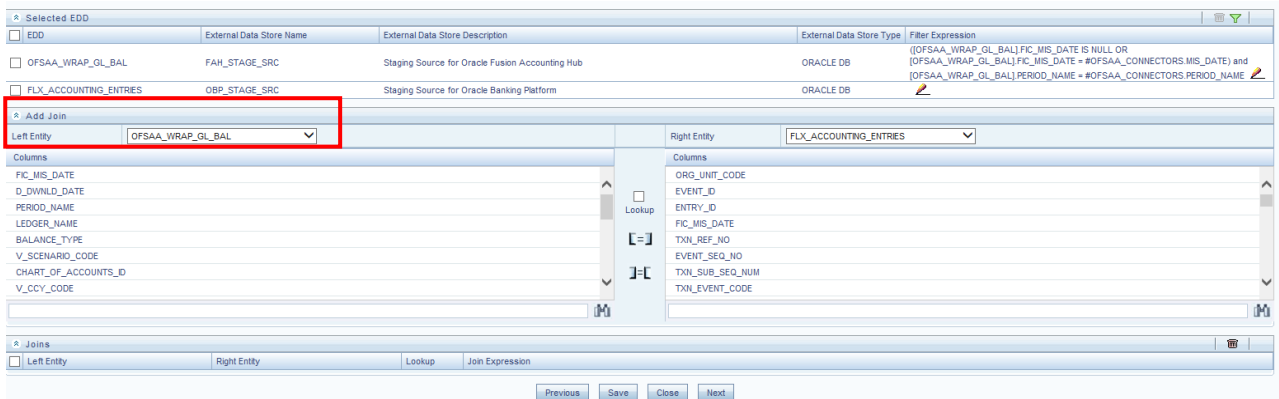 Selected EDD
EDD External Data Store Name External Data Store Description External Data Store Type Filter Expression
OFSAA_WRAP_GL_BAL FAH_STAGE_SRC Staging Source for Oracle Fusion Accounting Hub ORACLE DB ([OFSAA_WRAP_GL_BAL].FIC_MIS_DATE IS NULL OR
[OFSAA_WRAP_GL_BAL].FIC_MIS_DATE = #OFSAA_CONNECTORS.MIS_DATE) and
[OFSAA_WRAP_GL_BAL].PERIOD_NAME = #OFSAA_CONNECTORS.PERIOD_NAME
FLX_ACCOUNTING_ENTRIES OBP_STAGE_SRC Staging Source for Oracle Banking Platform ORACLE DB
Add Join
Left Entity OFSAA_WRAP_GL_BAL Right Entity FLX_ACCOUNTING_ENTRIES
Columns Columns
FIC_MIS_DATE ORG_UNIT_CODE
D_DWNLD_DATE EVENT_ID
PERIOD_NAME Lookup ENTRY_ID
LEDGER_NAME FIC_MIS_DATE
BALANCE_TYPE TXN_REF_NO
V_SCENARIO_CODE EVENT_SEQ_NO
CHART_OF_ACCOUNTS_ID TXN_SUB_SEQ_NUM
V_CCY_CODE TXN_EVENT_CODE
Joins
Left Entity Right Entity Lookup Join Expression
Previous Save Close Next